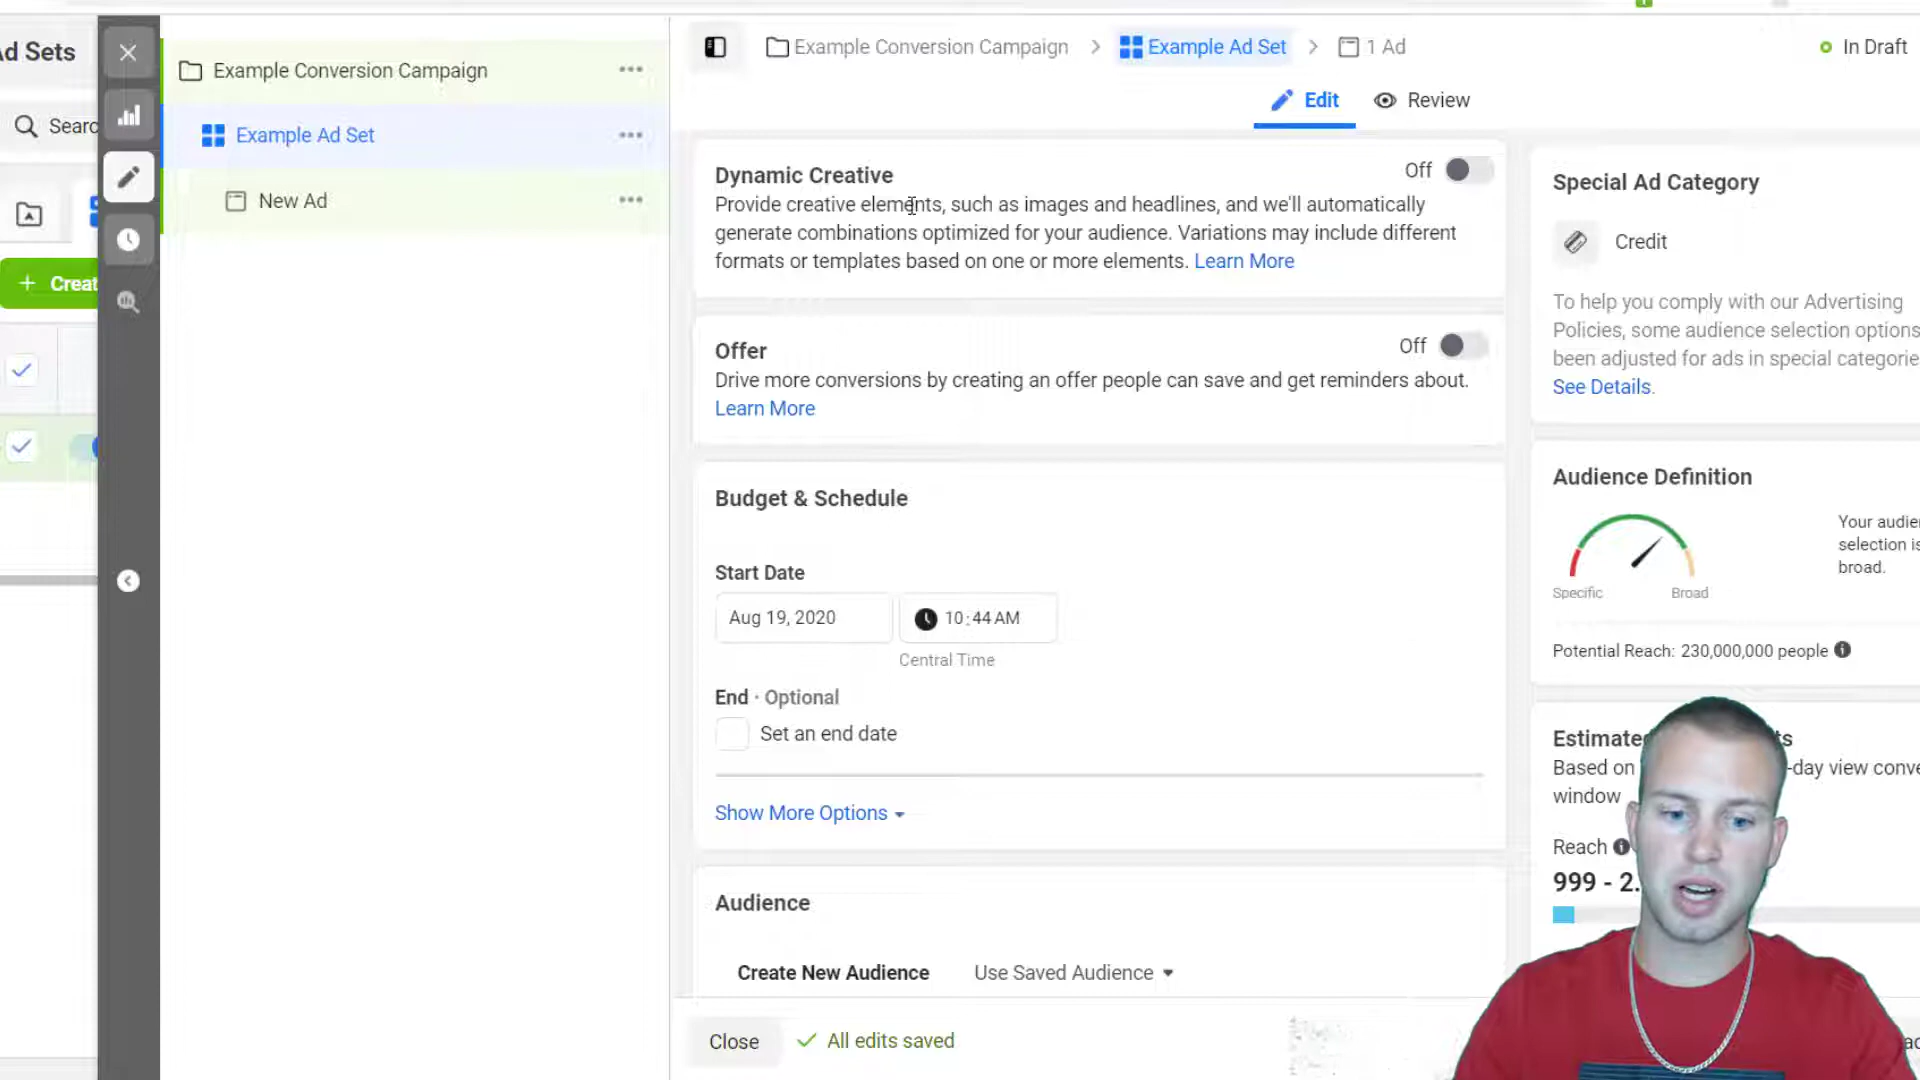 Ad Sets
Example Conversion Campaign
Example Ad Set
New Ad
Creat
Example Conversion Campaign > Example Ad Set > 1 Ad
In Draft
Edit
Review
Dynamic Creative
Off
Provide creative elements, such as images and headlines, and we'll automatically
generate combinations optimized for your audience. Variations may include different
formats or templates based on one or more elements. Learn More
Offer
Off
Drive more conversions by creating an offer people can save and get reminders about.
Learn More
Budget & Schedule
Start Date
Aug 19, 2020
10:44 AM
Central Time
End · Optional
Set an end date
Show More Options
Audience
Create New Audience
Use Saved Audience
Close
All edits saved
Special Ad Category
Credit
To help you comply with our Advertising
Policies, some audience selection options
been adjusted for ads in special categorie
See Details.
Audience Definition
Specific
Broad
Your audie
selection is
broad.
Potential Reach: 230,000,000 people
Estimate
Based on -day view conve
window
Reach
999 - 2.